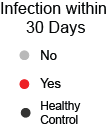 Infection within
30 Days
No
Yes
Healthy
Control